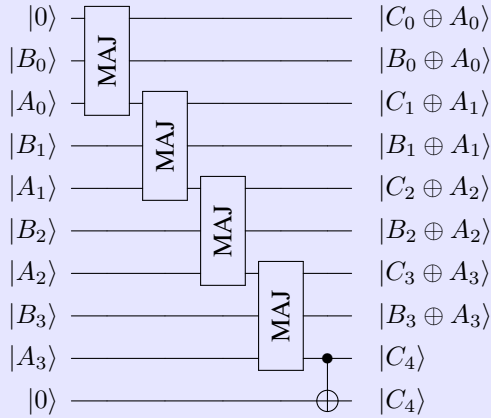 |0⟩ |C₀ ⊕ A₀⟩
|B₀⟩ MAJ |B₀ ⊕ A₀⟩
|A₀⟩ |C₁ ⊕ A₁⟩
|B₁⟩ MAJ |B₁ ⊕ A₁⟩
|A₁⟩ |C₂ ⊕ A₂⟩
|B₂⟩ MAJ |B₂ ⊕ A₂⟩
|A₂⟩ |C₃ ⊕ A₃⟩
|B₃⟩ MAJ |B₃ ⊕ A₃⟩
|A₃⟩ |C₄⟩
|0⟩ |C₄⟩